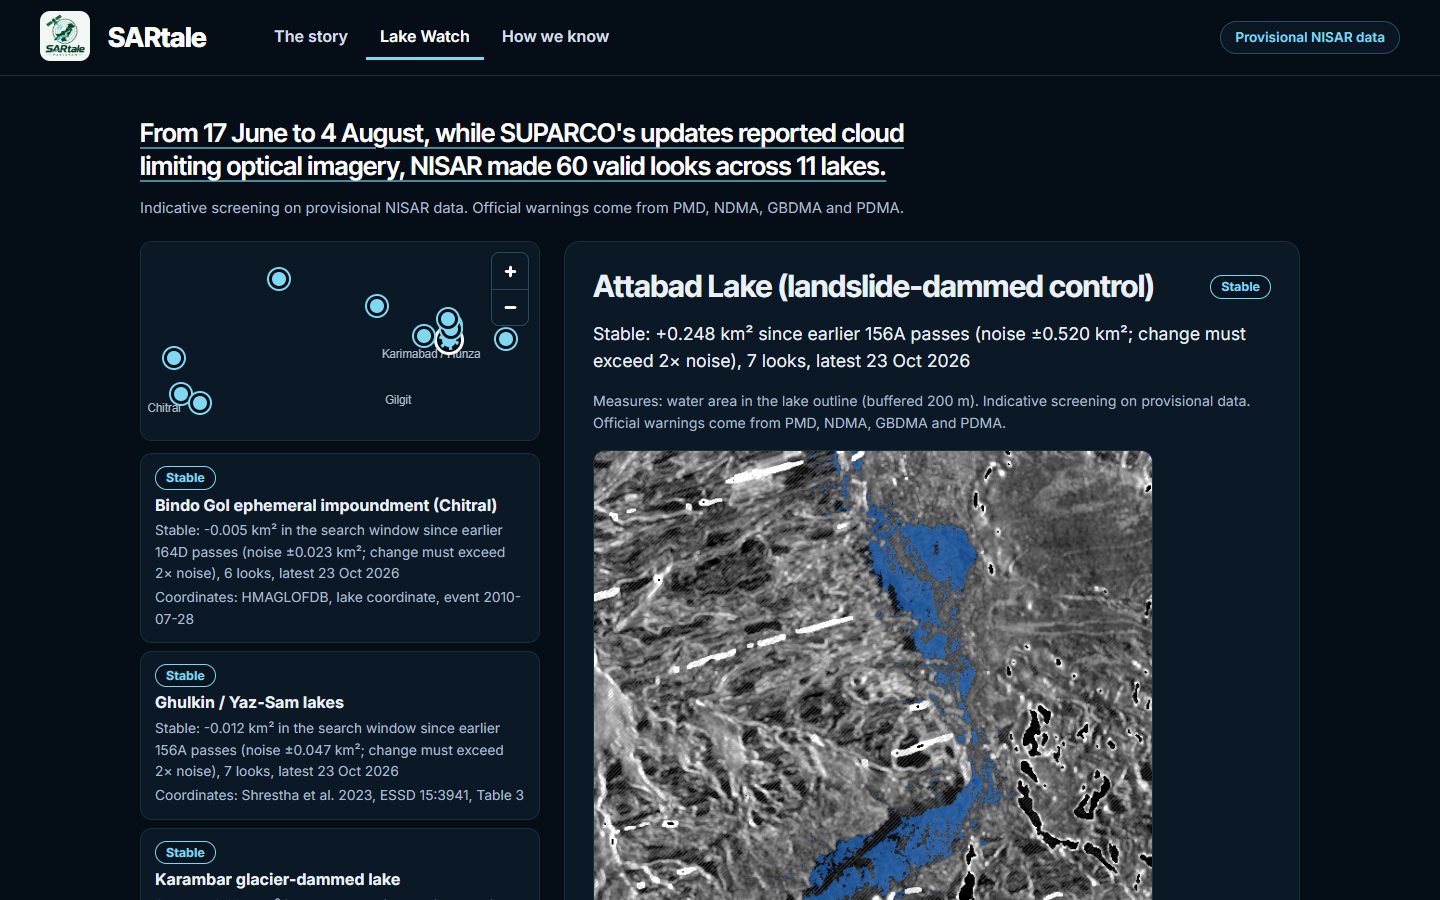 SARtale
SARtale
The story
Lake Watch
How we know
Provisional NISAR data
From 17 June to 4 August, while SUPARCO's updates reported cloud
limiting optical imagery, NISAR made 60 valid looks across 11 lakes.
Indicative screening on provisional NISAR data. Official warnings come from PMD, NDMA, GBDMA and PDMA.
+
−
Karimabad / Hunza
Chitral
Gilgit
Stable
Bindo Gol ephemeral impoundment (Chitral)
Stable: -0.005 km² in the search window since earlier
164D passes (noise ±0.023 km²; change must exceed
2× noise), 6 looks, latest 23 Oct 2026
Coordinates: HMAGLOFDB, lake coordinate, event 2010-
07-28
Stable
Ghulkin / Yaz-Sam lakes
Stable: -0.012 km² in the search window since earlier
156A passes (noise ±0.047 km²; change must exceed
2× noise), 7 looks, latest 23 Oct 2026
Coordinates: Shrestha et al. 2023, ESSD 15:3941, Table 3
Stable
Karambar glacier-dammed lake
Attabad Lake (landslide-dammed control)
Stable
Stable: +0.248 km² since earlier 156A passes (noise ±0.520 km²; change must
exceed 2× noise), 7 looks, latest 23 Oct 2026
Measures: water area in the lake outline (buffered 200 m). Indicative screening on provisional data.
Official warnings come from PMD, NDMA, GBDMA and PDMA.